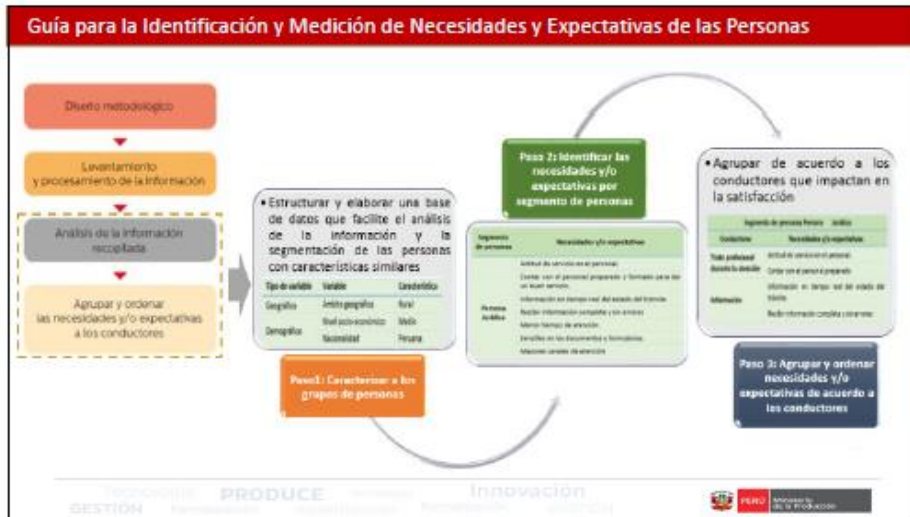 Guía para la Identificación y Medición de Necesidades y Expectativas de las Personas
Diseño metodológico
Levantamiento
y procesamiento de la información
Análisis de la información
recopilada
Agrupar y ordenar
las necesidades y/o expectativas
a los conductores
• Estructurar y elaborar una base
de datos que facilite el análisis
de la información y la
segmentación de las personas
con características similares
Tipo de variable Variable Característica
Geográfica Ámbito geográfico Rural
Demográfica Nivel socio-económico Medio
Nacionalidad Peruana
Paso1: Caracterizar a los
grupos de personas
Paso 2: Identificar las
necesidades y/o
expectativas por
segmento de personas
Segmento
de personas
Necesidades y/o expectativas
Persona
Jurídica
Actitud de servicio en el personal.
Contar con el personal preparado y formado para dar
un buen servicio.
Información en tiempo real del estado del trámite.
Recibir información completa y sin errores.
Menor tiempo de atención.
Sencillez en los documentos y formularios.
Mayores canales de atención
• Agrupar de acuerdo a los
conductores que impactan en
la satisfacción
Segmento de personas Persona Jurídica
Conductores Necesidades y/o expectativas
Trato profesional
durante la atención
Actitud de servicio en el personal
Contar con el personal preparado
Información
Información en tiempo real del estado del
trámite
Recibir información completa y sin errores
Paso 3: Agrupar y ordenar
necesidades y/o
expectativas de acuerdo a
los conductores
PRODUCE
Innovación
GESTIÓN
PERÚ
Ministerio
de la Producción